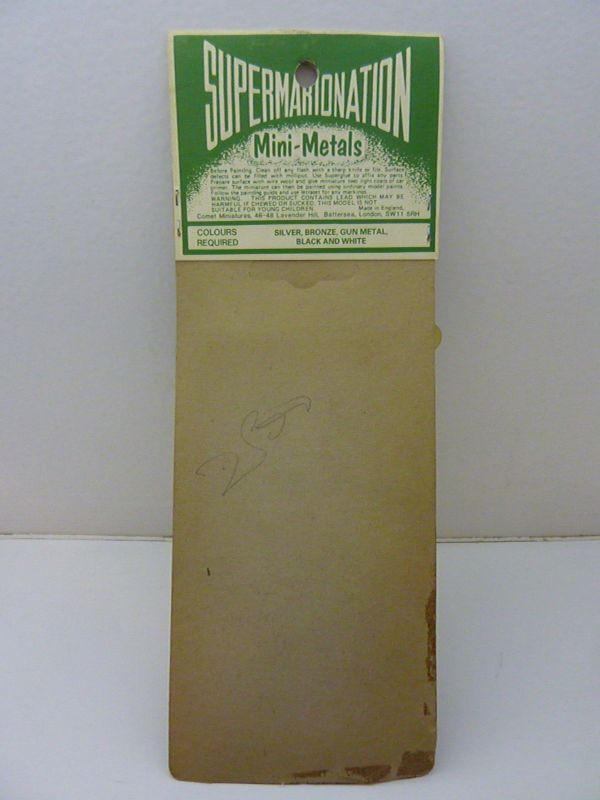 SUPERMARIONATION
Mini-Metals
Before Painting. Clean off any flash with a sharp knife or file. Surface
defects can be filled with milliput. Use Superglue to affix any parts
Prepare surface with wire wool and give miniature two light coats of car
primer. The miniature can then be painted using ordinary model paints.
Follow the painting guide and use letraset for any markings.
WARNING. THIS PRODUCT CONTAINS LEAD WHICH MAY BE
HARMFUL IF CHEWED OR SUCKED. THIS MODEL IS NOT
SUITABLE FOR YOUNG CHILDREN. Made in England.
Comet Miniatures, 46-48 Lavender Hill, Battersea, London, SW11 5RH
COLOURS REQUIRED
SILVER, BRONZE, GUN METAL,
BLACK AND WHITE